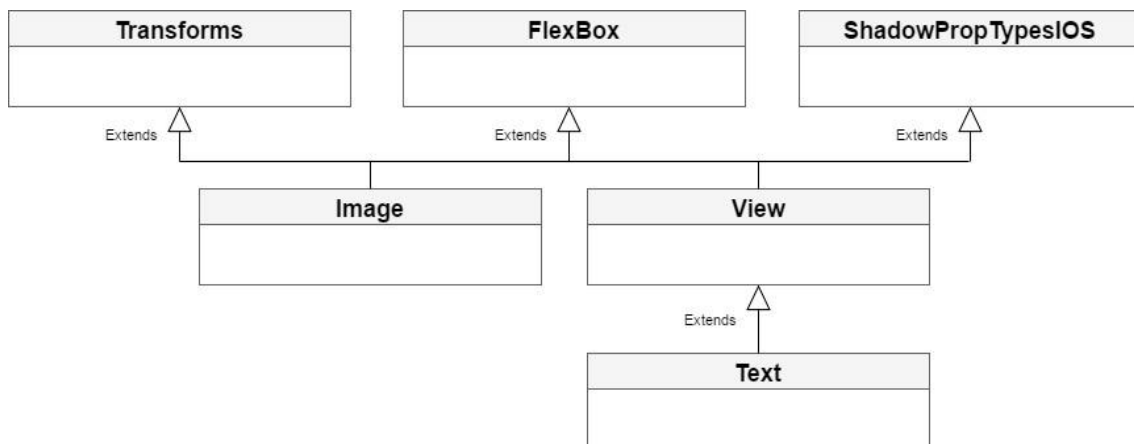 Transforms
FlexBox
ShadowPropTypesIOS
Extends
Extends
Extends
Image
View
Extends
Text